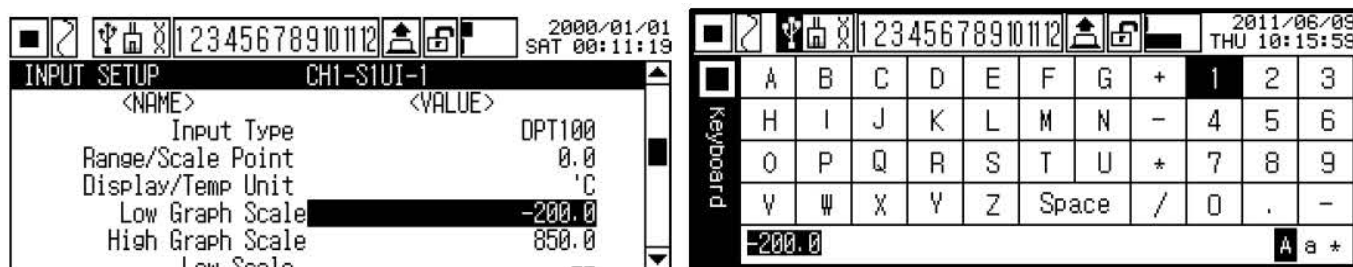 123456789101112
2000/01/01
SAT 00:11:19
INPUT SETUP CH1-S1UI-1
<NAME> <VALUE>
Input Type DPT100
Range/Scale Point 0.0
Display/Temp Unit 'C
Low Graph Scale -200.0
High Graph Scale 850.0
123456789101112
2011/06/09
THU 10:15:59
Keyboard
A B C D E F G + 1 2 3
H I J K L M N - 4 5 6
O P Q R S T U * 7 8 9
V W X Y Z Space / 0 . -
-200.0 A a *